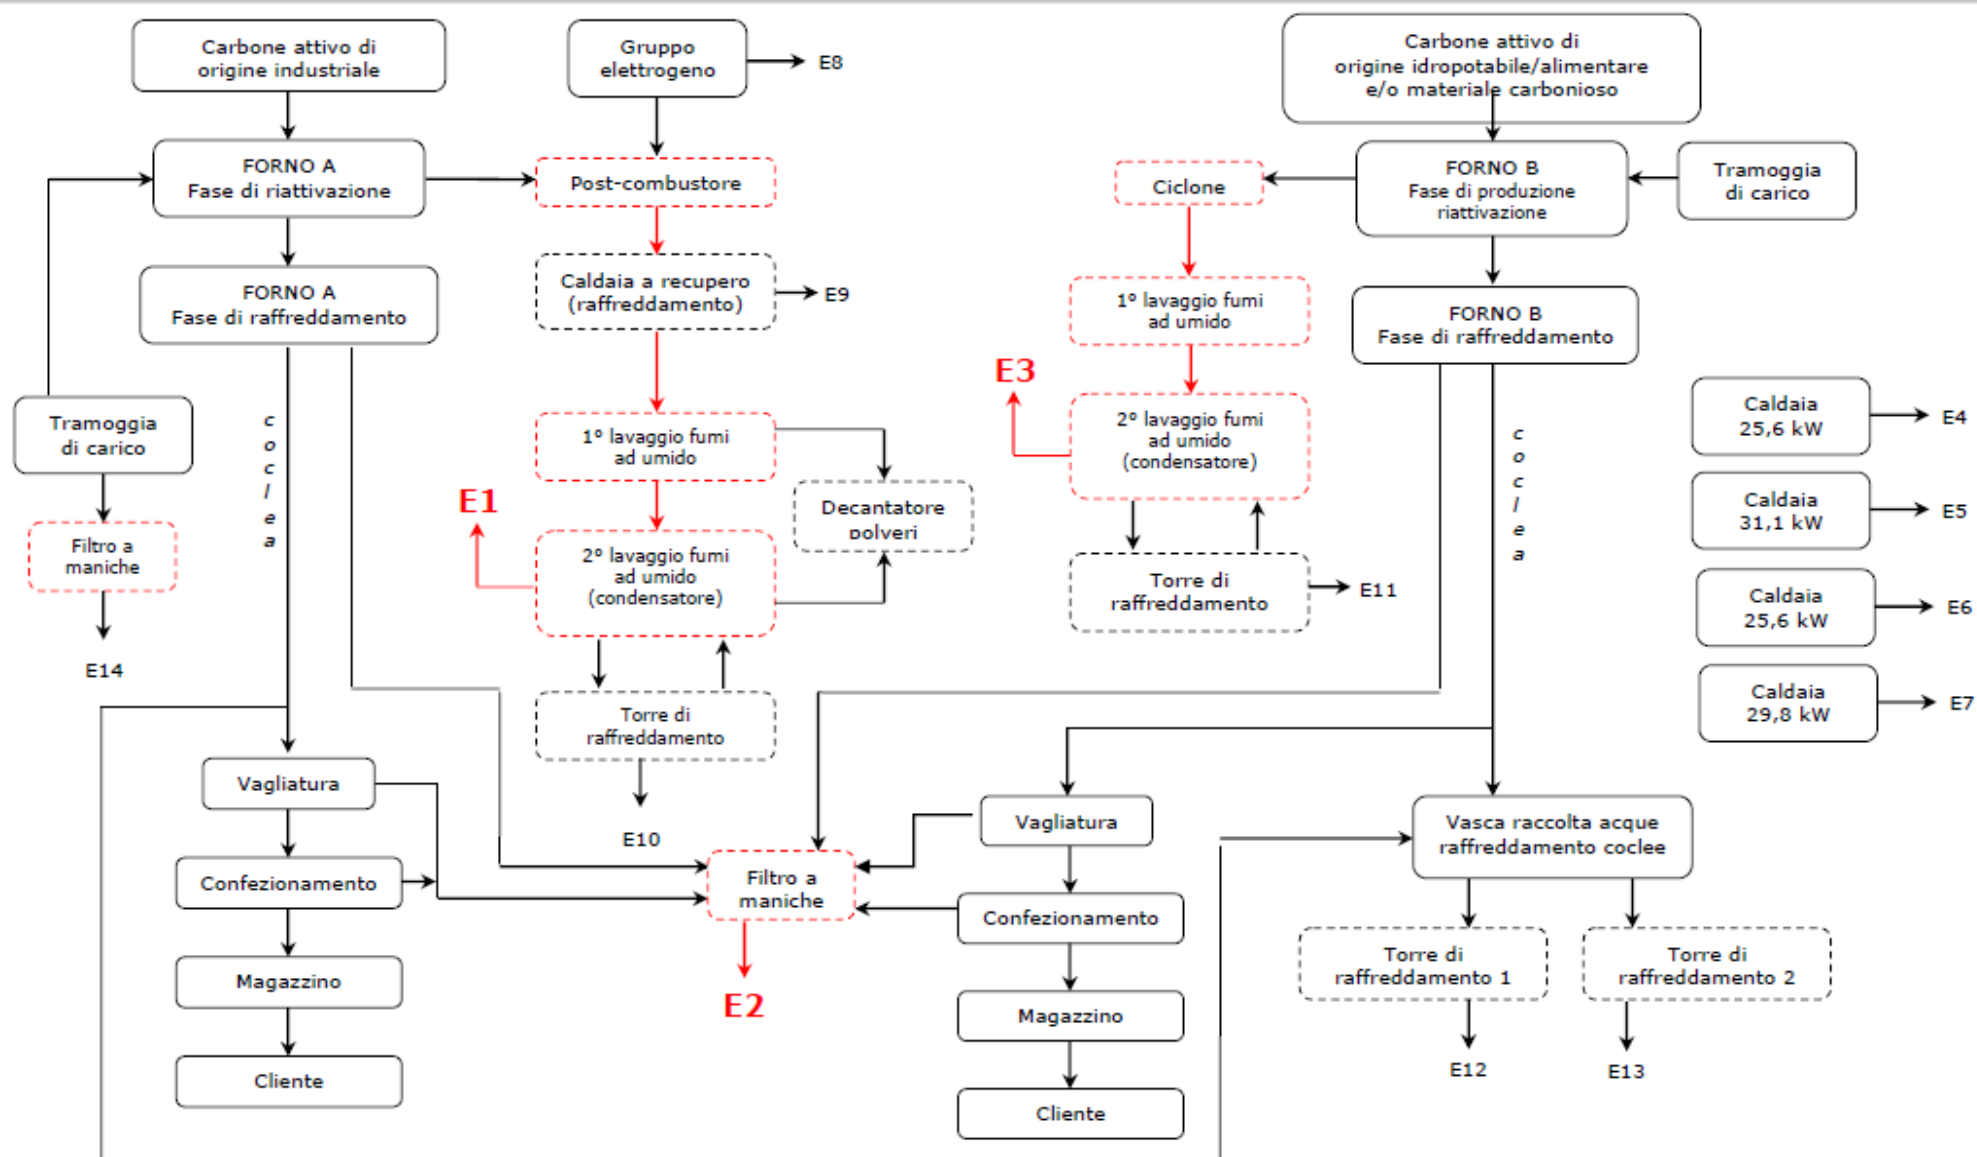 Carbone attivo di
origine industriale
Gruppo
elettrogeno
E8
Carbone attivo di
origine idropotabile/alimentare
e/o materiale carbonioso
FORNO A
Fase di riattivazione
Post-combustore
Ciclone
FORNO B
Fase di produzione
riattivazione
Tramoggia
di carico
FORNO A
Fase di raffreddamento
Caldaia a recupero
(raffreddamento)
E9
1° lavaggio fumi
ad umido
FORNO B
Fase di raffreddamento
Tramoggia
di carico
coclea
1° lavaggio fumi
ad umido
E3
2° lavaggio fumi
ad umido
(condensatore)
coclea
Caldaia
25,6 kW
E4
Filtro a
maniche
E14
E1
2° lavaggio fumi
ad umido
(condensatore)
Decantatore
polveri
Torre di
raffreddamento
E11
Caldaia
31,1 kW
E5
Caldaia
25,6 kW
E6
Caldaia
29,8 kW
E7
Torre di
raffreddamento
E10
Vagliatura
Confezionamento
Magazzino
Cliente
Filtro a
maniche
E2
Vagliatura
Confezionamento
Magazzino
Cliente
Vasca raccolta acque
raffreddamento coclee
Torre di
raffreddamento 1
Torre di
raffreddamento 2
E12
E13